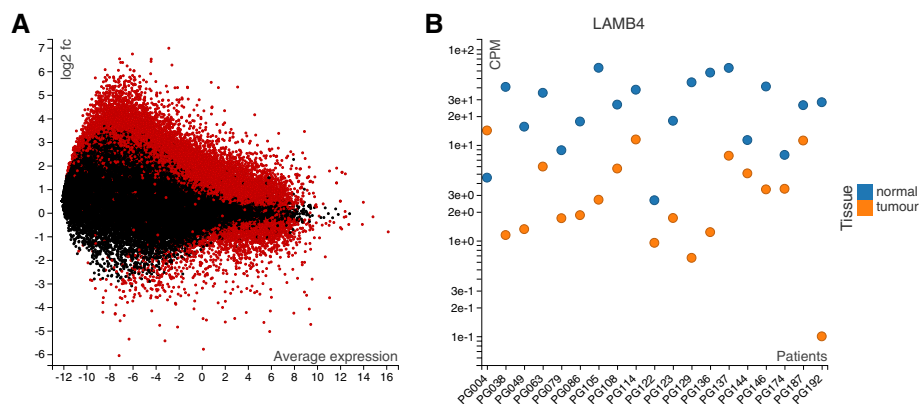 A
log2 fc
7
6
5
4
3
2
1
0
-1
-2
-3
-4
-5
-6
Average expression
-12 -10 -8 -6 -4 -2 0 2 4 6 8 10 12 14 16
B
LAMB4
CPM
1e+2
3e+1
2e+1
1e+1
3e+0
2e+0
1e+0
3e-1
2e-1
1e-1
Patients
PG004 PG038 PG049 PG063 PG079 PG086 PG105 PG108 PG114 PG122 PG123 PG129 PG136 PG137 PG144 PG146 PG174 PG187 PG192
Tissue
normal
tumour